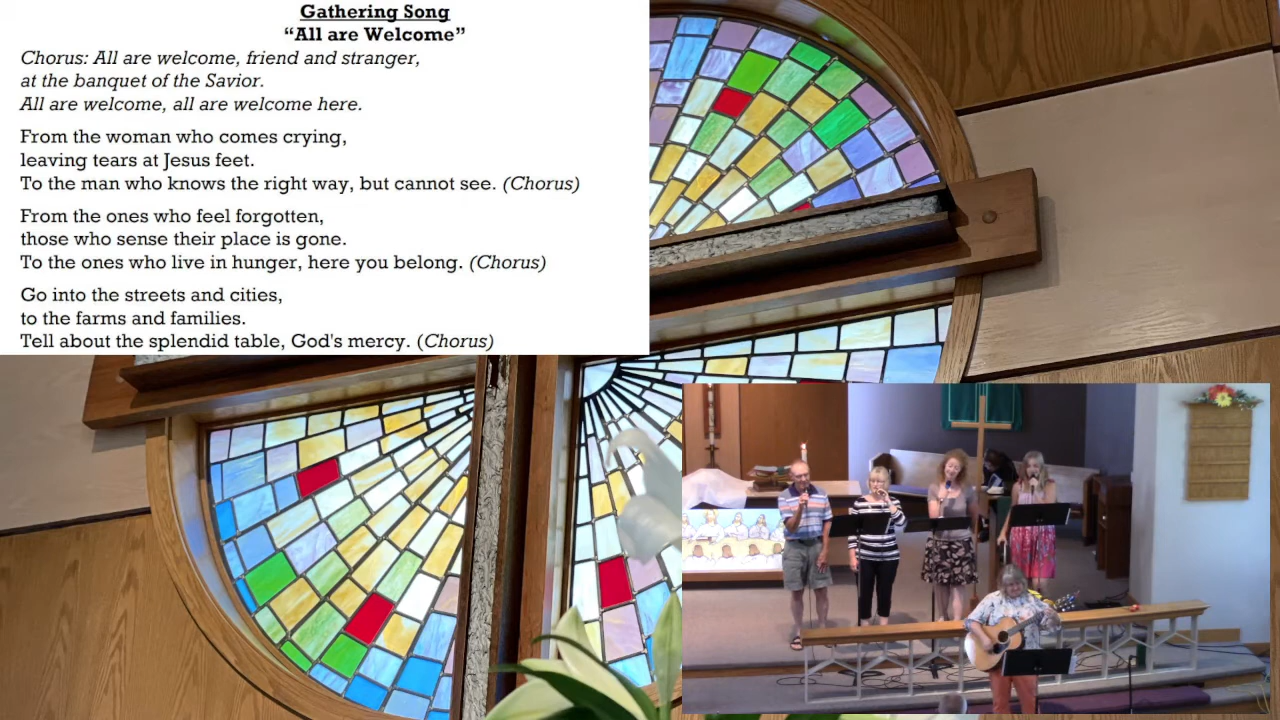 Gathering Song
“All are Welcome”
Chorus: All are welcome, friend and stranger,
at the banquet of the Savior.
All are welcome, all are welcome here.
From the woman who comes crying,
leaving tears at Jesus feet.
To the man who knows the right way, but cannot see. (Chorus)
From the ones who feel forgotten,
those who sense their place is gone.
To the ones who live in hunger, here you belong. (Chorus)
Go into the streets and cities,
to the farms and families.
Tell about the splendid table, God's mercy. (Chorus)